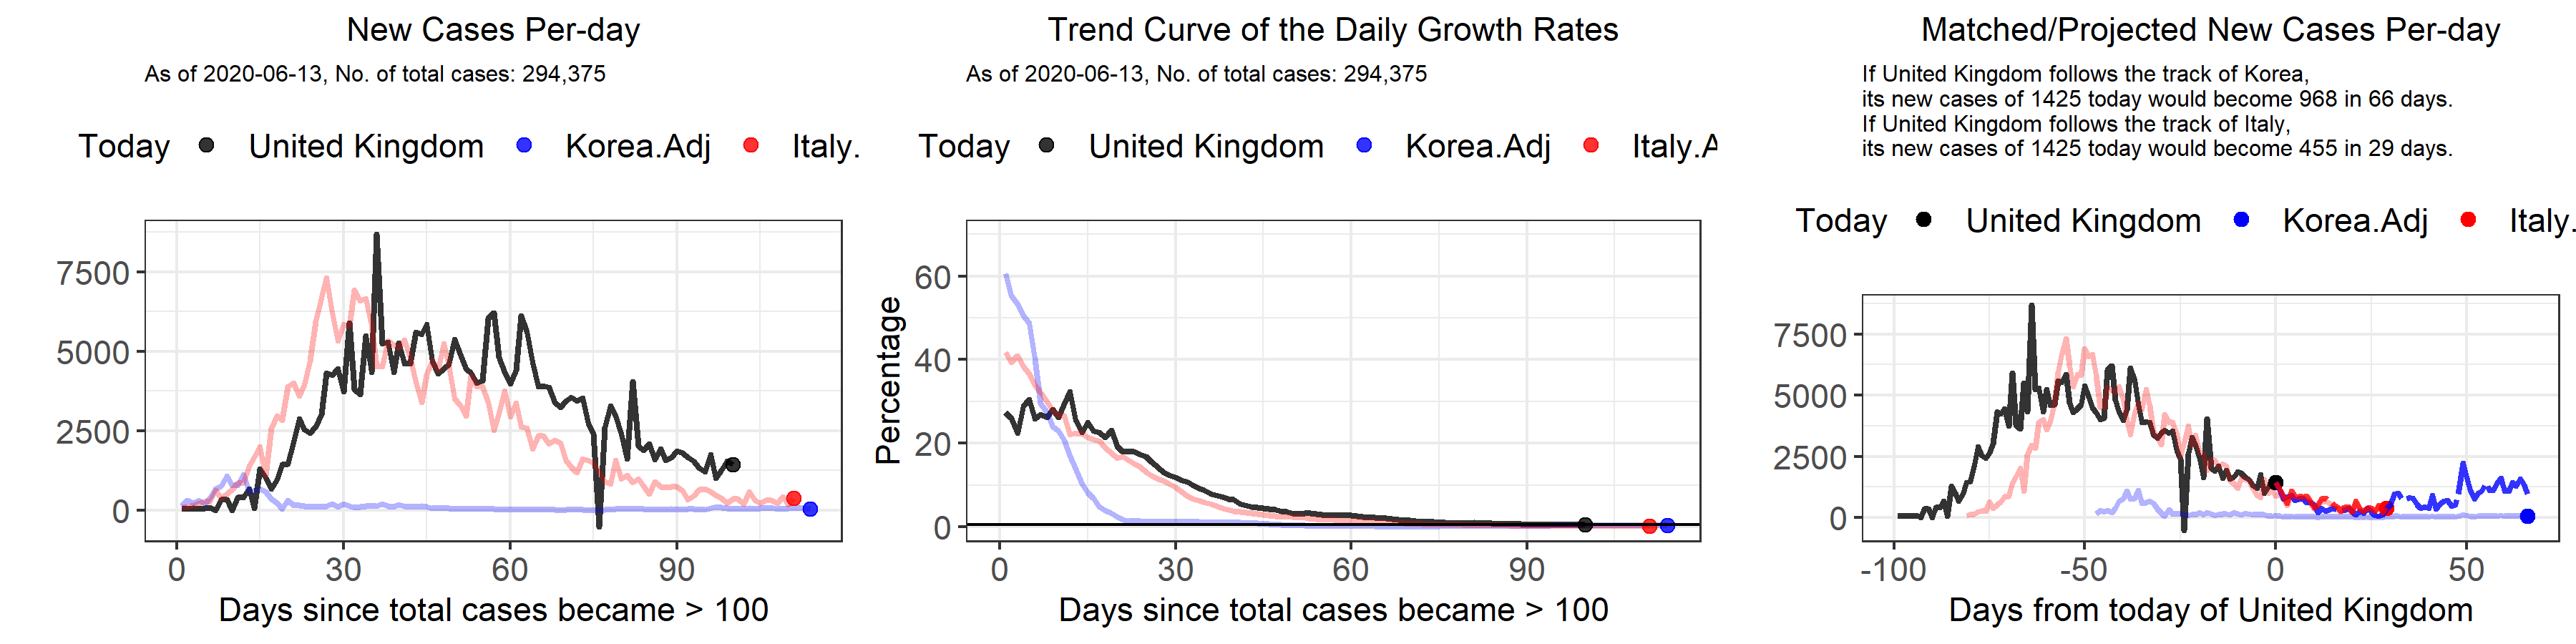 New Cases Per-day
As of 2020-06-13, No. of total cases: 294,375
Today United Kingdom Korea.Adj Italy.
7500
5000
2500
0
0 30 60 90
Days since total cases became > 100
Trend Curve of the Daily Growth Rates
As of 2020-06-13, No. of total cases: 294,375
Today United Kingdom Korea.Adj Italy.A
Percentage
60
40
20
0
0 30 60 90
Days since total cases became > 100
Matched/Projected New Cases Per-day
If United Kingdom follows the track of Korea,
its new cases of 1425 today would become 968 in 66 days.
If United Kingdom follows the track of Italy,
its new cases of 1425 today would become 455 in 29 days.
Today United Kingdom Korea.Adj Italy.
7500
5000
2500
0
-100 -50 0 50
Days from today of United Kingdom